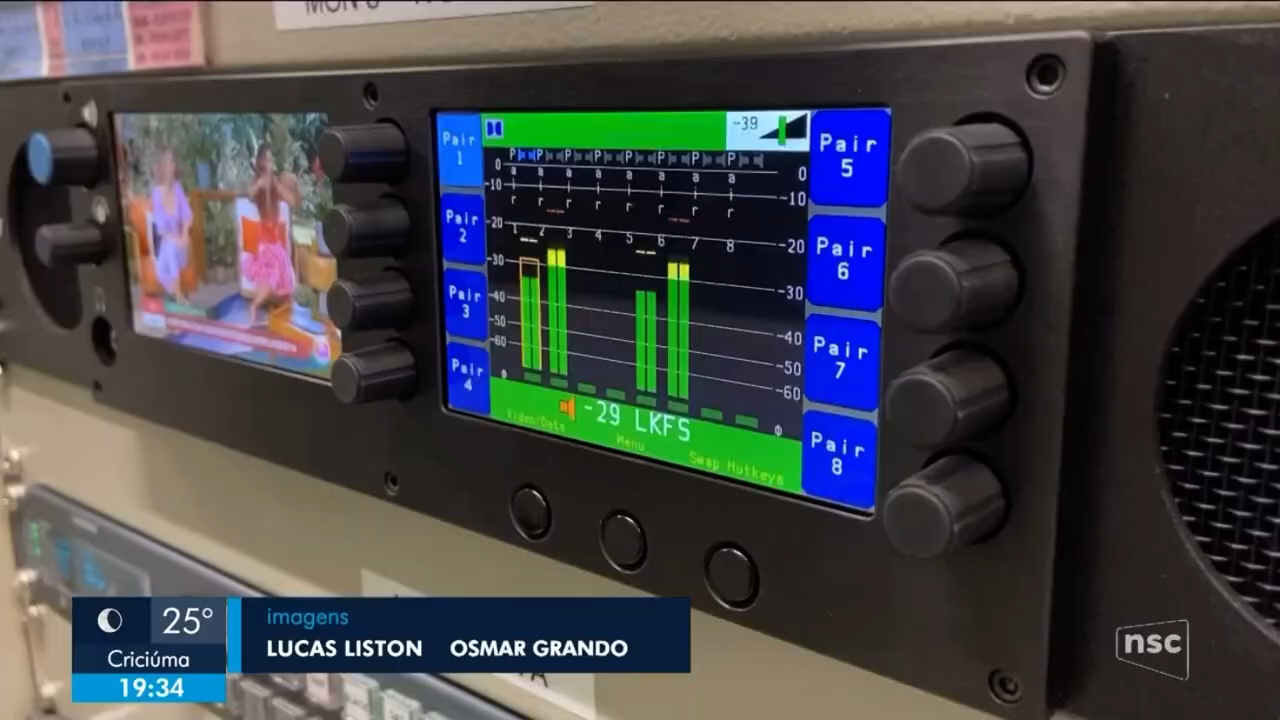 Pair 1
Pair 2
Pair 3
Pair 4
-39
P P P P P P P P
a a a a a a a a
r r r r r r r r
1 2 3 4 5 6 7 8
0
-10
-20
-30
-40
-50
-60
0
-10
-20
-30
-40
-50
-60
-29 LKFS
Video/Data
Menu
Swap Hotkeys
Pair 5
Pair 6
Pair 7
Pair 8
25°
Criciúma
19:34
imagens
LUCAS LISTON OSMAR GRANDO
nsc